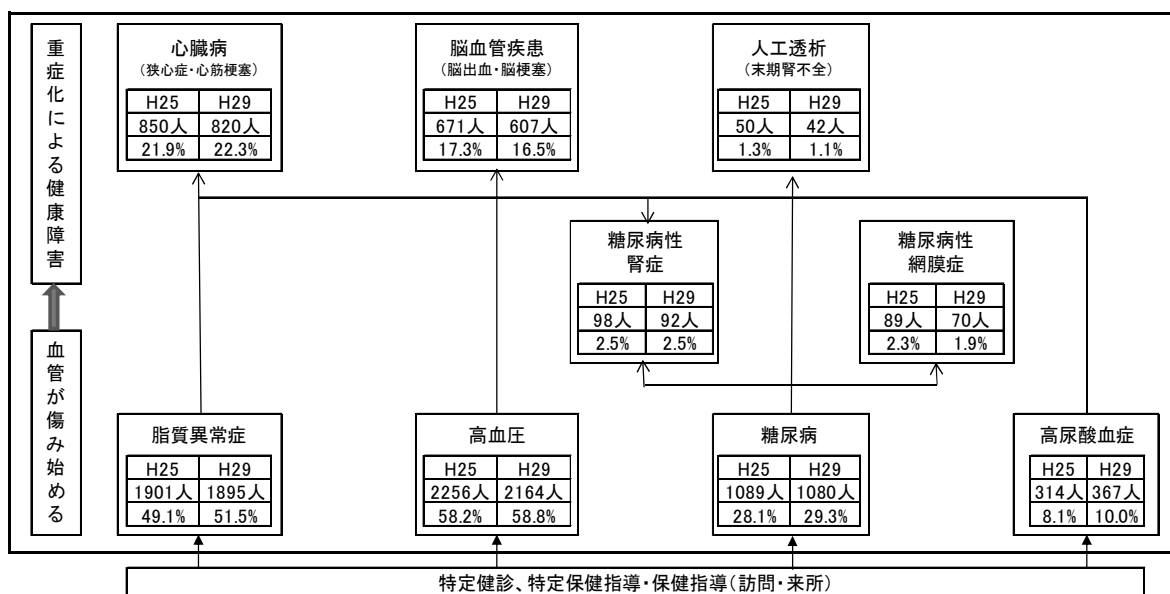 重症化による健康障害
心臓病
(狭心症・心筋梗塞)
H25 H29
850人 820人
21.9% 22.3%
脳血管疾患
(脳出血・脳梗塞)
H25 H29
671人 607人
17.3% 16.5%
人工透析
(末期腎不全)
H25 H29
50人 42人
1.3% 1.1%
糖尿病性
腎症
H25 H29
98人 92人
2.5% 2.5%
糖尿病性
網膜症
H25 H29
89人 70人
2.3% 1.9%
血管が傷み始める
脂質異常症
H25 H29
1901人 1895人
49.1% 51.5%
高血圧
H25 H29
2256人 2164人
58.2% 58.8%
糖尿病
H25 H29
1089人 1080人
28.1% 29.3%
高尿酸血症
H25 H29
314人 367人
8.1% 10.0%
特定健診、特定保健指導・保健指導(訪問・来所)